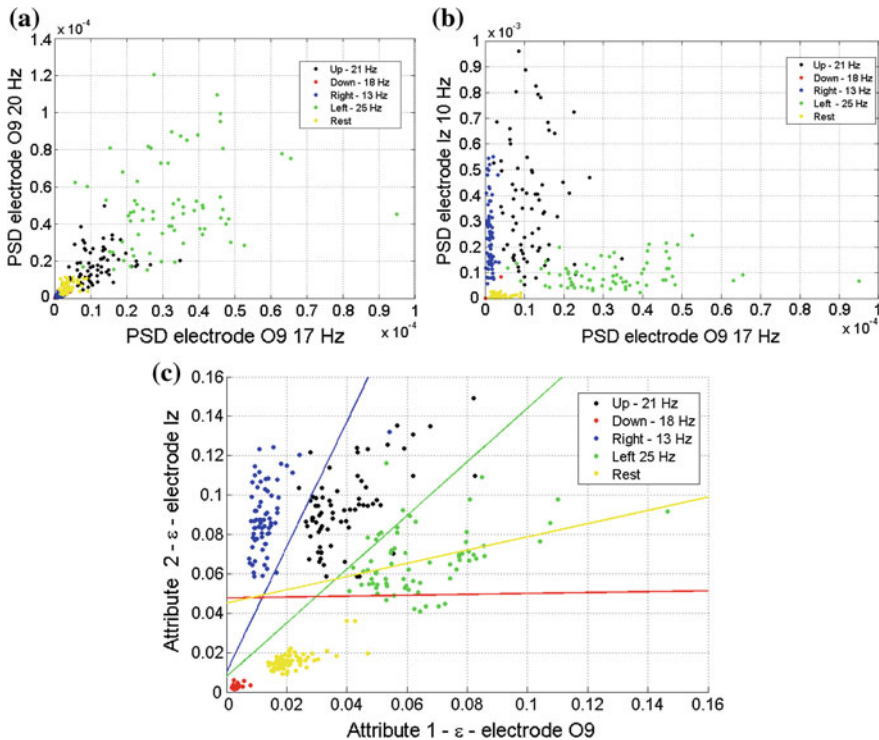 (a)
x 10^-4
1.4
1.2
1
0.8
0.6
0.4
0.2
0
PSD electrode O9 20 Hz
Up - 21 Hz
Down - 18 Hz
Right - 13 Hz
Left - 25 Hz
Rest
0 0.1 0.2 0.3 0.4 0.5 0.6 0.7 0.8 0.9 1
x 10^-4
PSD electrode O9 17 Hz
(b)
x 10^-3
1
0.9
0.8
0.7
0.6
0.5
0.4
0.3
0.2
0.1
0
PSD electrode Iz 10 Hz
Up - 21 Hz
Down - 18 Hz
Right - 13 Hz
Left - 25 Hz
Rest
0 0.1 0.2 0.3 0.4 0.5 0.6 0.7 0.8 0.9 1
x 10^-4
PSD electrode O9 17 Hz
(c)
0.16
0.14
0.12
0.1
0.08
0.06
0.04
0.02
0
Attribute 2 - ε - electrode Iz
Up - 21 Hz
Down - 18 Hz
Right - 13 Hz
Left 25 Hz
Rest
0 0.02 0.04 0.06 0.08 0.1 0.12 0.14 0.16
Attribute 1 - ε - electrode O9